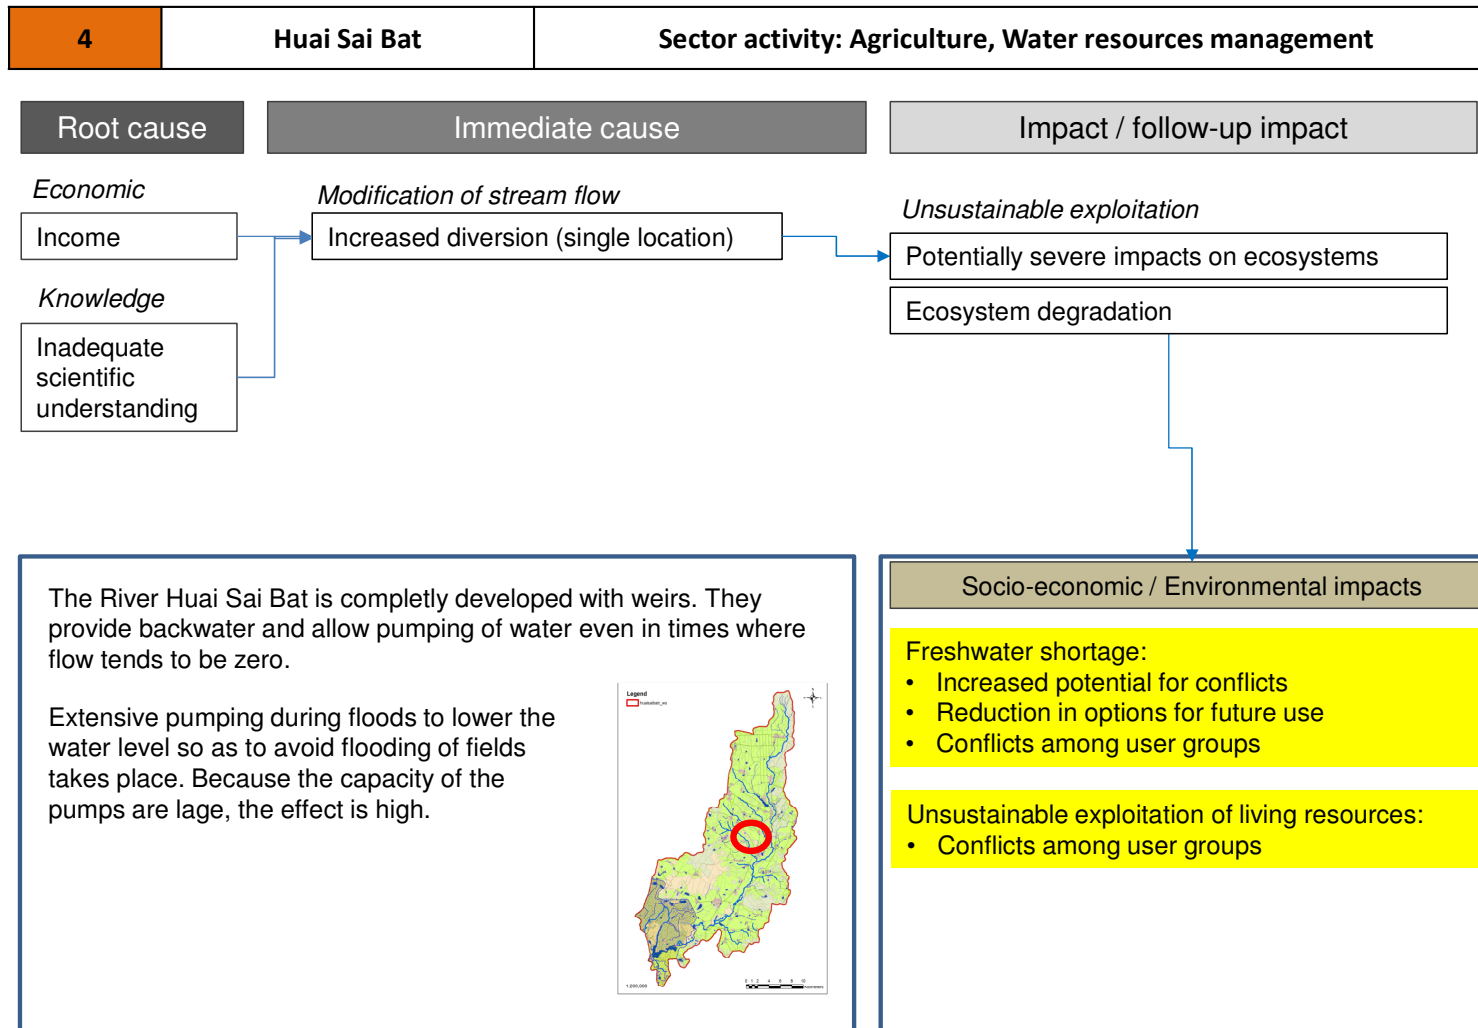 4
Huai Sai Bat
Sector activity: Agriculture, Water resources management
Root cause
Immediate cause
Impact / follow-up impact
Economic
Income
Knowledge
Inadequate
scientific
understanding
Modification of stream flow
Increased diversion (single location)
Unsustainable exploitation
Potentially severe impacts on ecosystems
Ecosystem degradation
The River Huai Sai Bat is completly developed with weirs. They
provide backwater and allow pumping of water even in times where
flow tends to be zero.
Extensive pumping during floods to lower the
water level so as to avoid flooding of fields
takes place. Because the capacity of the
pumps are lage, the effect is high.
Legend
1:200,000
Socio-economic / Environmental impacts
Freshwater shortage:
• Increased potential for conflicts
• Reduction in options for future use
• Conflicts among user groups
Unsustainable exploitation of living resources:
• Conflicts among user groups